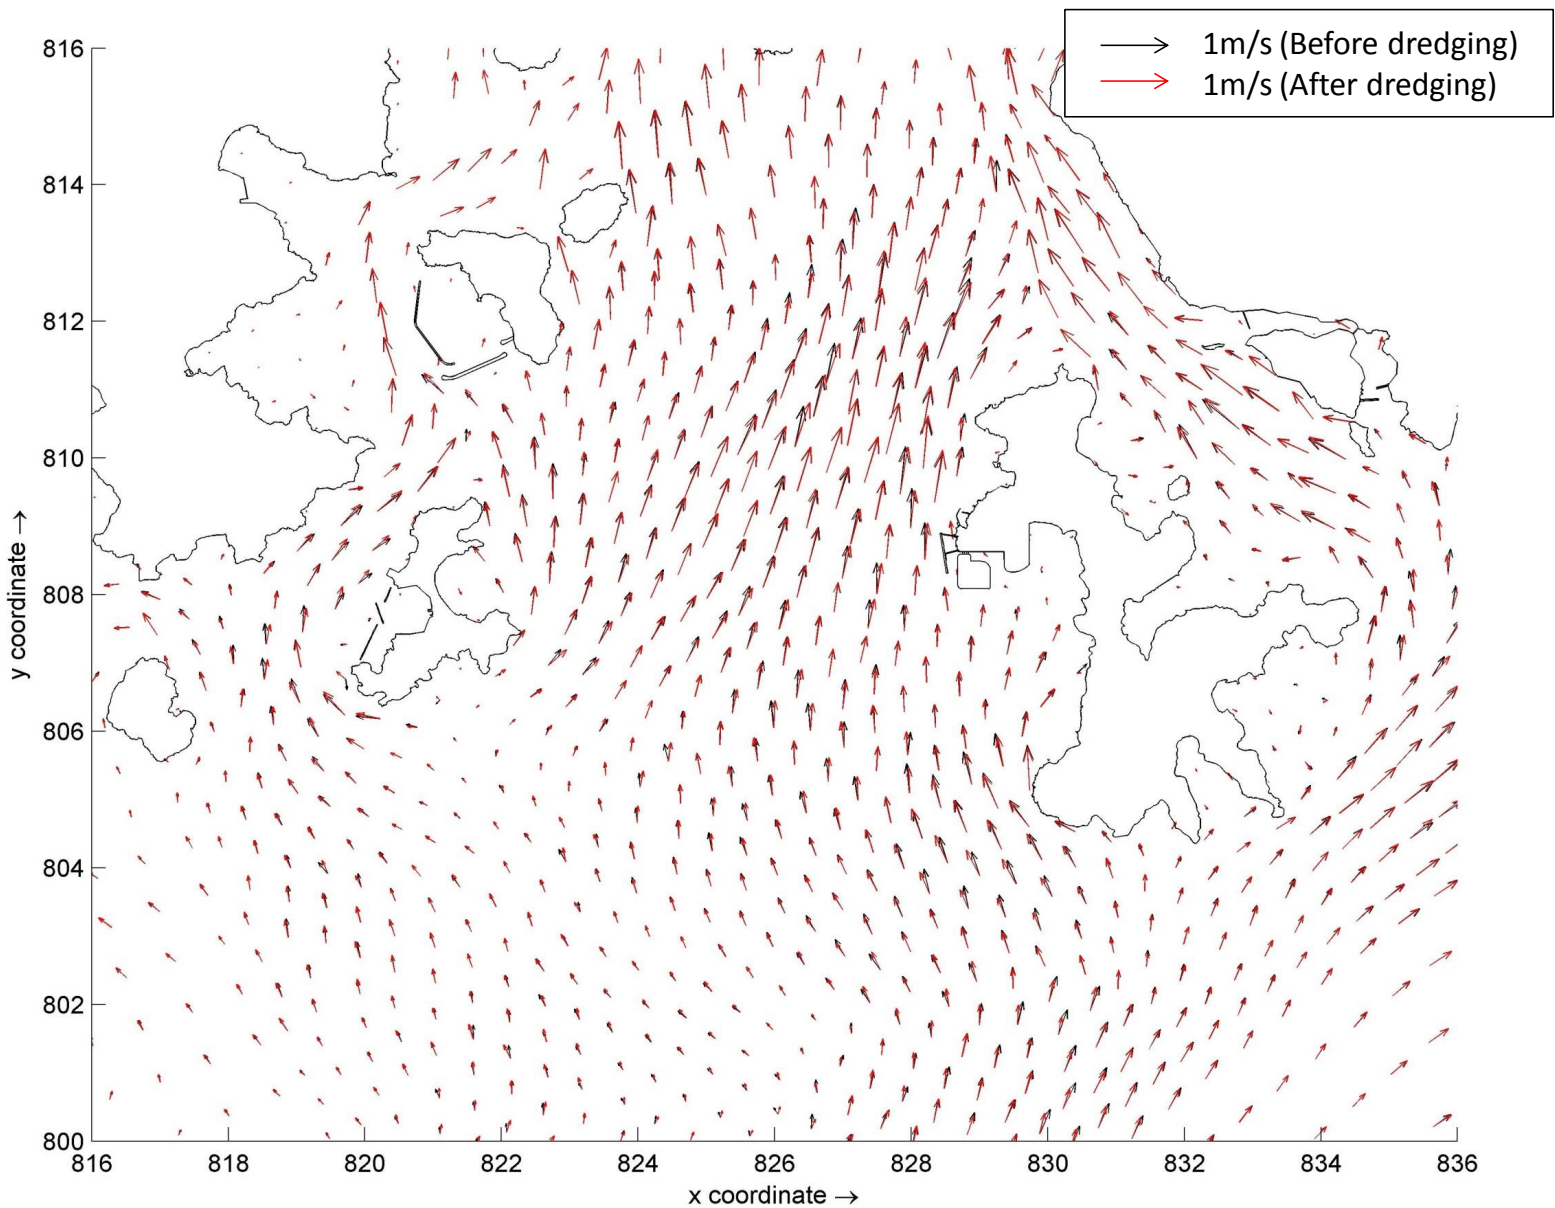 1m/s (Before dredging)
1m/s (After dredging)
816
814
812
810
808
806
804
802
800
y coordinate →
816 818 820 822 824 826 828 830 832 834 836
x coordinate →